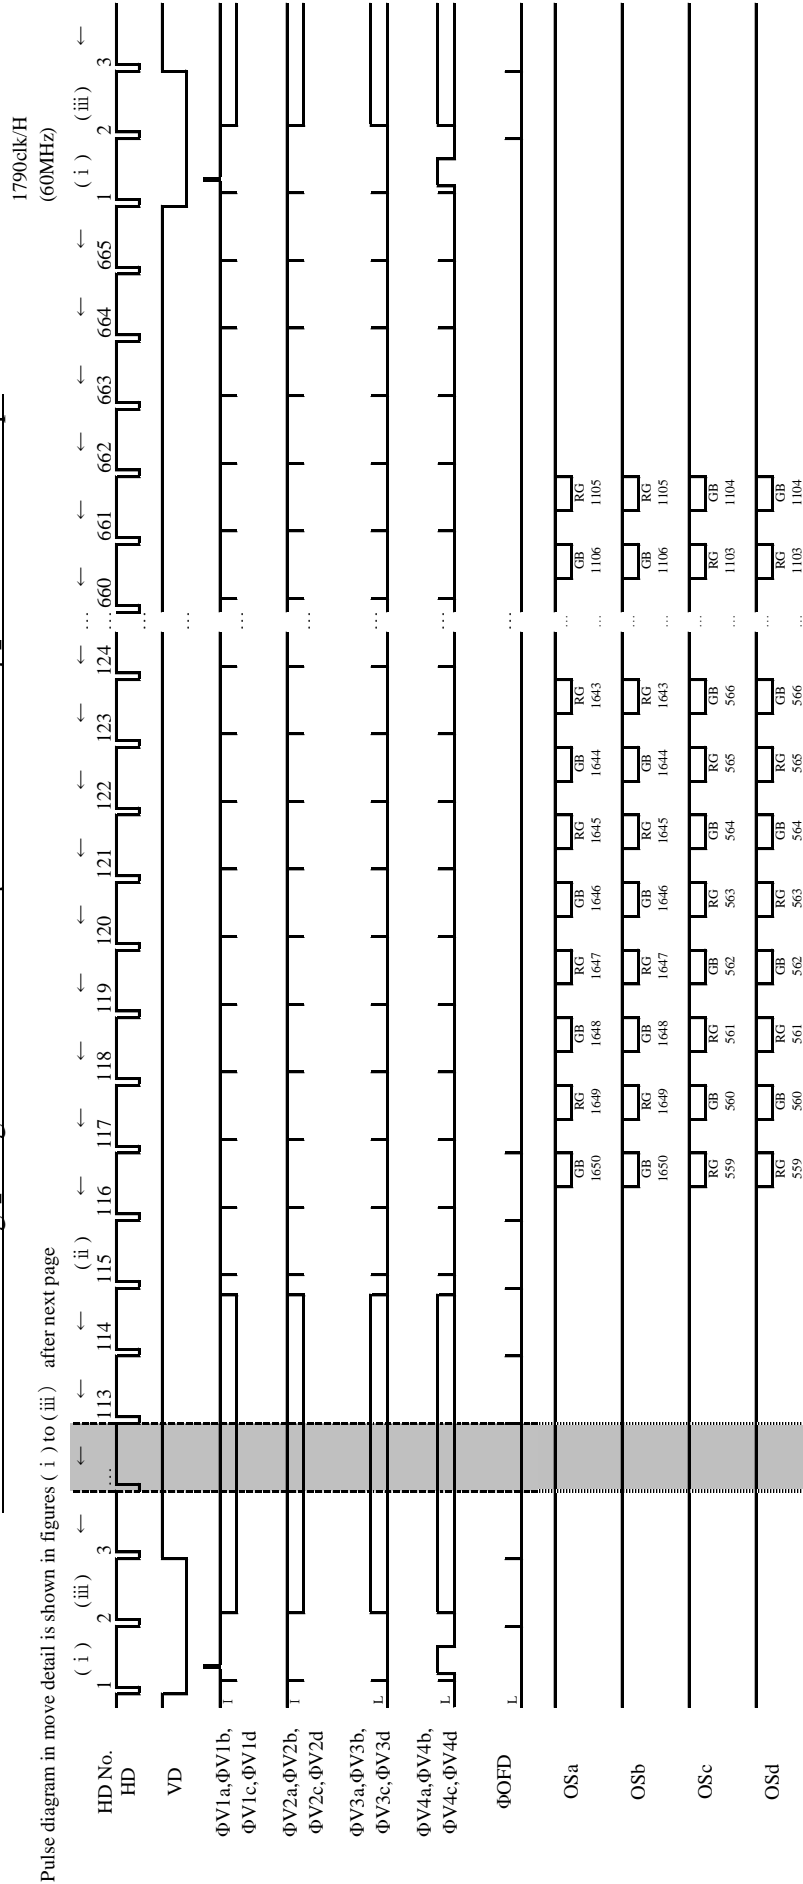 1790clk/H
(60MHz)
Pulse diagram in move detail is shown in figures (ⅰ) to (ⅲ) after next page
(ⅰ) (ⅲ) ↑ ↑ ↑ ↑ (ⅱ) ↑ ↑ ↑ ↑ ↑ ↑ ↑ ↑ ↑ … ↑ ↑ ↑ ↑ ↑ ↑ (ⅰ) (ⅲ) ↑
HD No. 1 2 3 … 113 114 115 116 117 118 119 120 121 122 123 124 … 660 661 662 663 664 665 1 2 3
HD …
VD …
ΦV1a,ΦV1b, I
ΦV1c,ΦV1d …
ΦV2a,ΦV2b, I
ΦV2c,ΦV2d …
ΦV3a,ΦV3b, L
ΦV3c,ΦV3d …
ΦV4a,ΦV4b, L
ΦV4c,ΦV4d …
ΦOFD L …
OSa GB RG GB RG GB RG GB RG … GB RG
1650 1649 1648 1647 1646 1645 1644 1643 … 1106 1105
OSb GB RG GB RG GB RG GB RG … GB RG
1650 1649 1648 1647 1646 1645 1644 1643 … 1106 1105
OSc RG GB RG GB RG GB RG GB … RG GB
559 560 561 562 563 564 565 566 … 1103 1104
OSd RG GB RG GB RG GB RG GB … RG GB
559 560 561 562 563 564 565 566 … 1103 1104